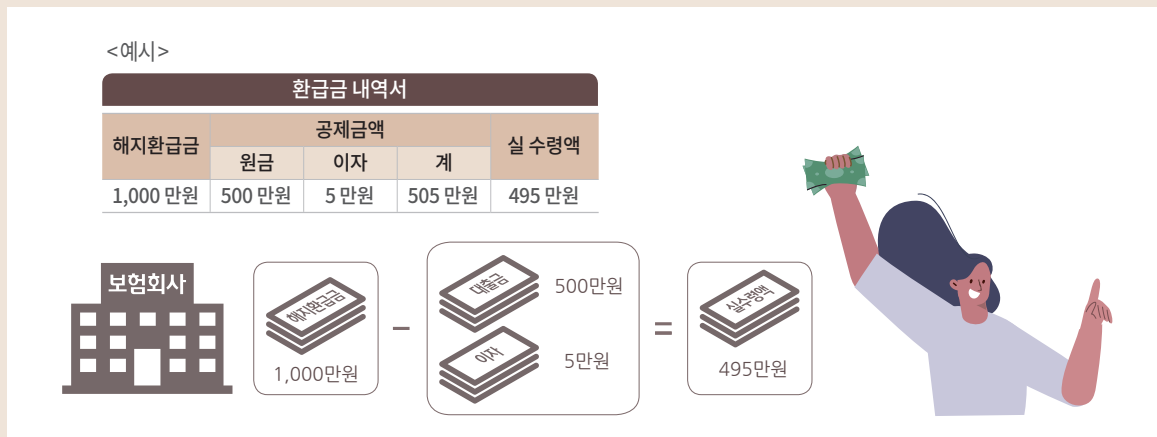 <예시>
환급금 내역서
해지환급금 공제금액 실 수령액
원금 이자 계
1,000 만원 500 만원 5 만원 505 만원 495 만원
보험회사
해지환급금
1,000만원
−
대출금
500만원
이자
5만원
=
실수령액
495만원